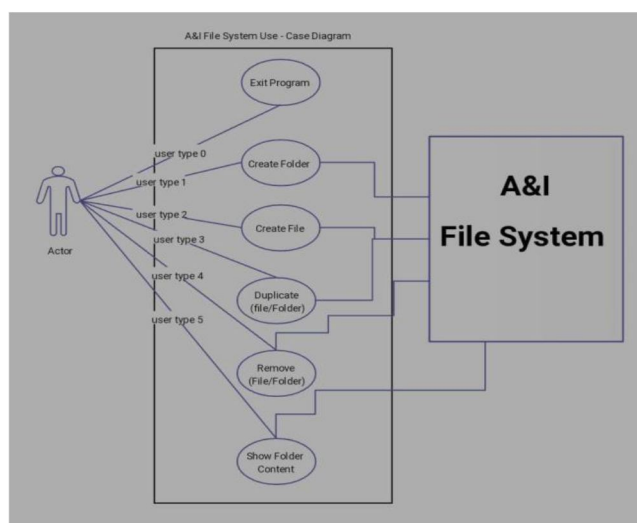 A&I File System Use - Case Diagram
Exit Program
user type 0
Create Folder
user type 1
Create File
user type 2
user type 3
Duplicate
(file/Folder)
user type 4
Remove
(File/Folder)
user type 5
Show Folder
Content
Actor
A&I
File System